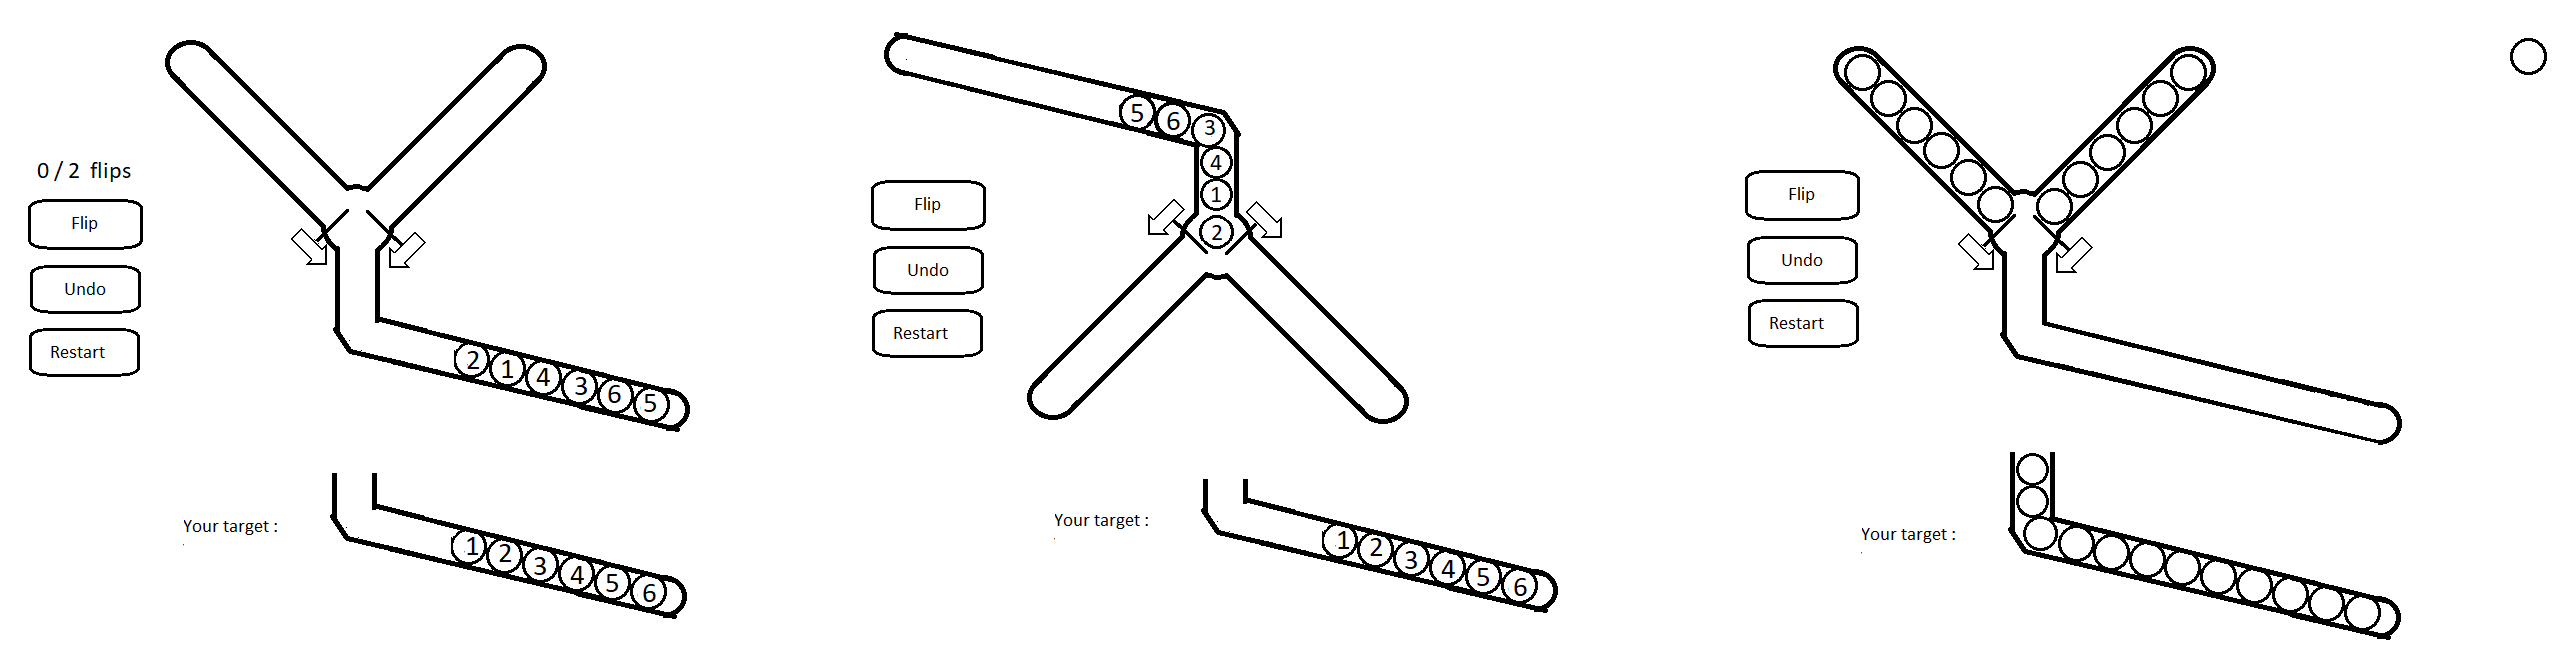 0 / 2 flips
Flip
Undo
Restart
2 1 4 3 6 5
Your target :
1 2 3 4 5 6
5 6 3
4
1
2
Flip
Undo
Restart
Your target :
1 2 3 4 5 6
Flip
Undo
Restart
Your target :